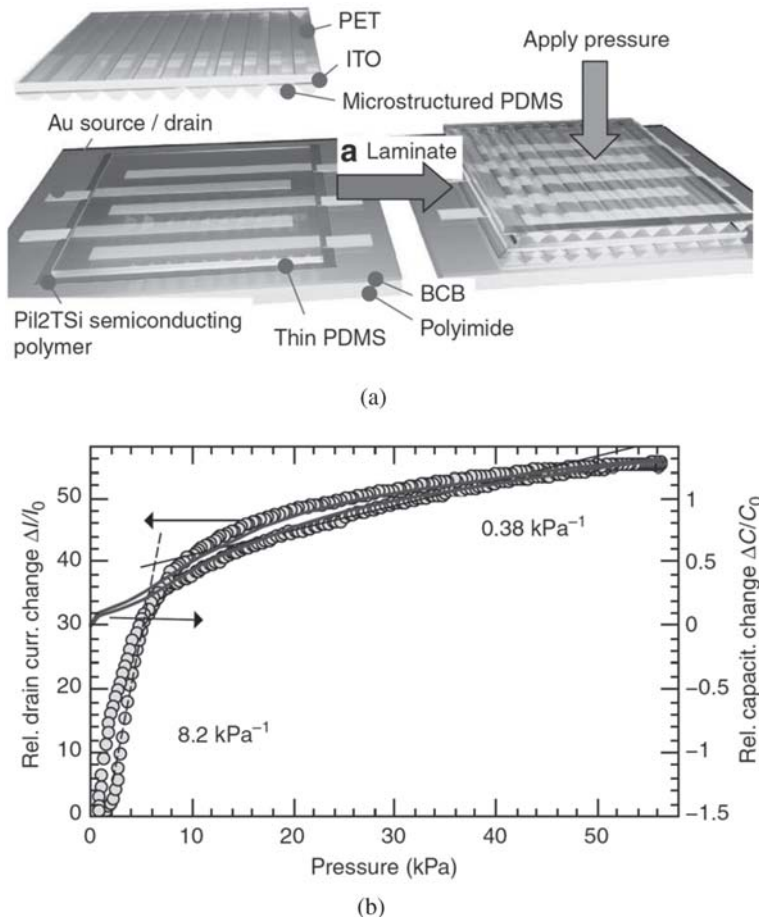 PET
ITO
Apply pressure
Microstructured PDMS
Au source / drain
a Laminate
BCB
PiI2TSi semiconducting
polymer
Thin PDMS
Polyimide
(a)
Rel. drain curr. change ΔI/I₀
50
40
30
20
10
0
0
10
20
30
40
50
Pressure (kPa)
1
0.5
0
−0.5
−1
−1.5
Rel. capacit. change ΔC/C₀
0.38 kPa⁻¹
8.2 kPa⁻¹
(b)